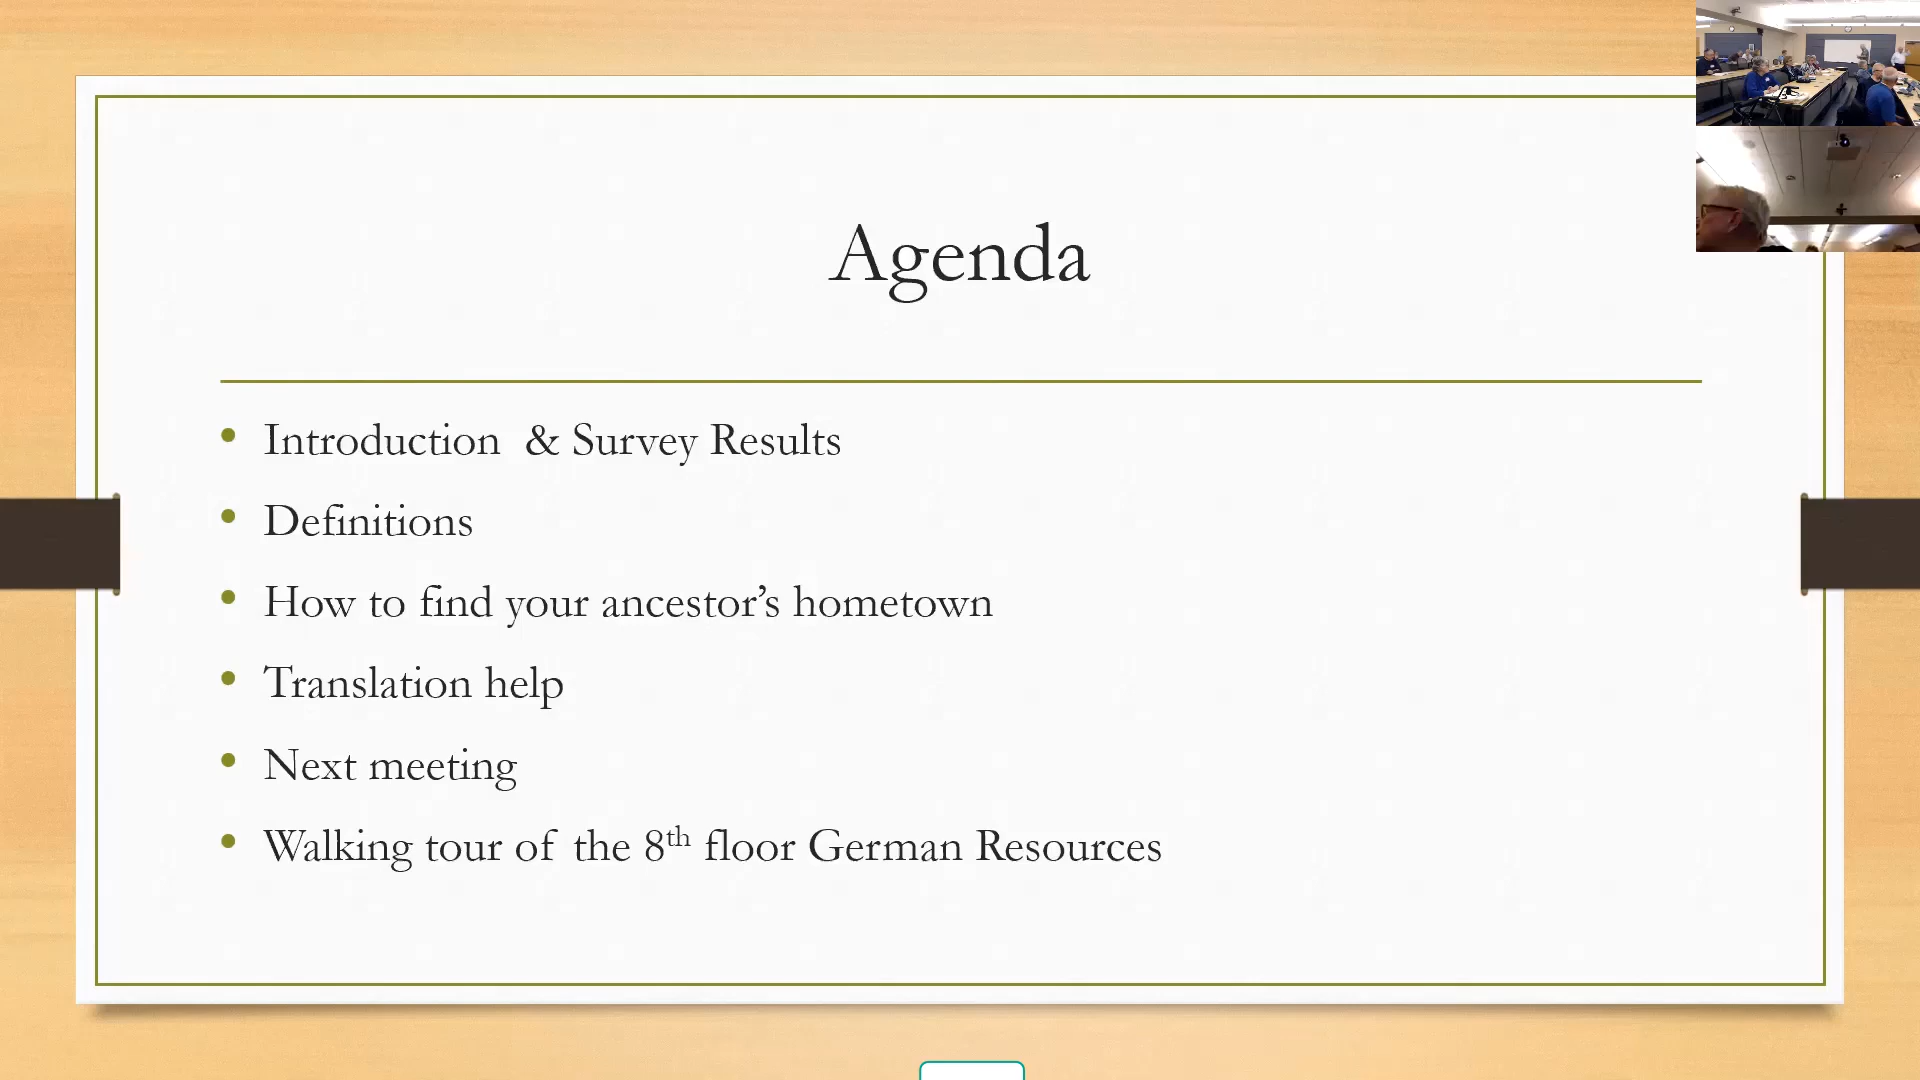 Agenda
• Introduction & Survey Results
• Definitions
• How to find your ancestor’s hometown
• Translation help
• Next meeting
• Walking tour of the 8th floor German Resources